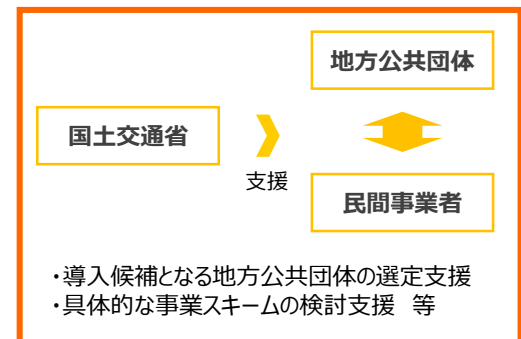 地方公共団体
国土交通省
支援
民間事業者
・導入候補となる地方公共団体の選定支援
・具体的な事業スキームの検討支援　等